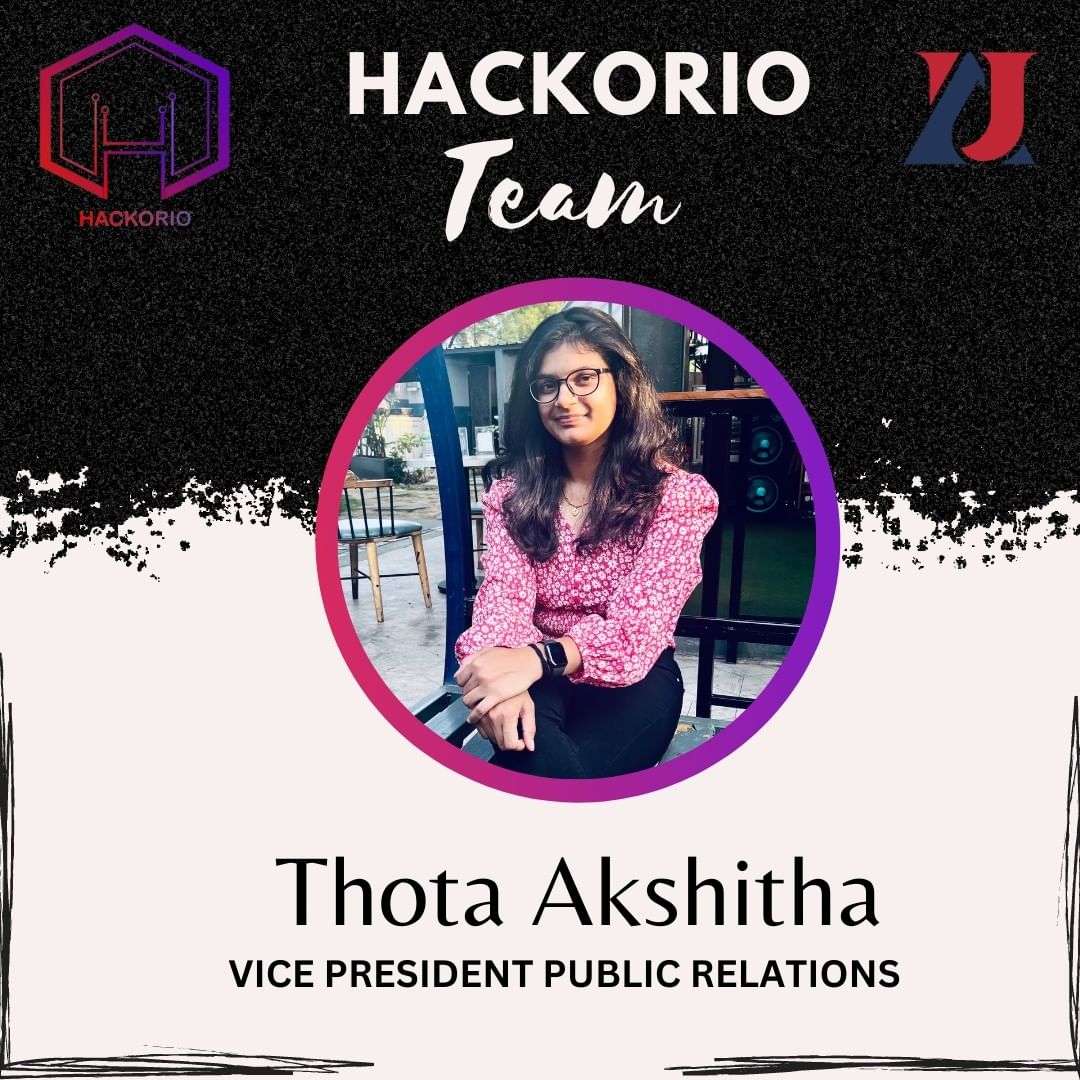 HACKORIO
Team
HACKORIO
Thota Akshitha
VICE PRESIDENT PUBLIC RELATIONS